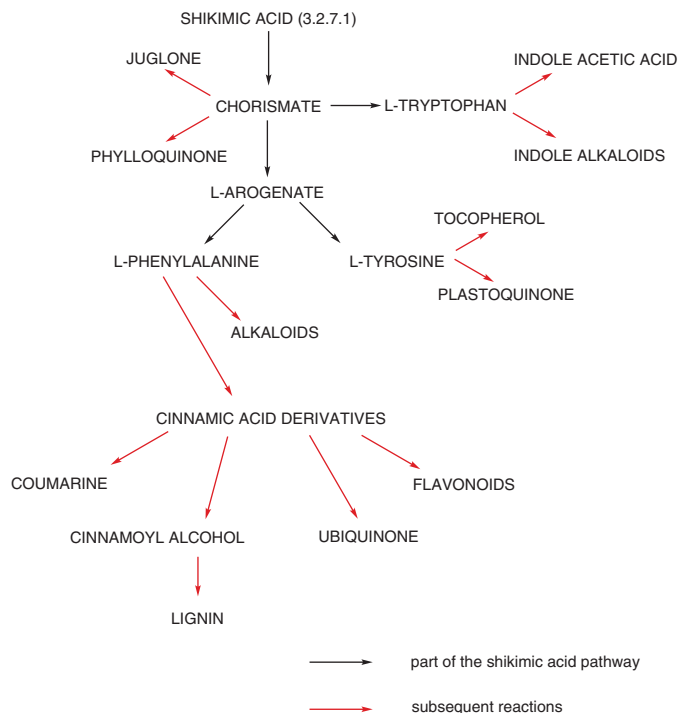 SHIKIMIC ACID (3.2.7.1)
JUGLONE
INDOLE ACETIC ACID
CHORISMATE
L-TRYPTOPHAN
PHYLLOQUINONE
INDOLE ALKALOIDS
L-AROGENATE
TOCOPHEROL
L-PHENYLALANINE
L-TYROSINE
PLASTOQUINONE
ALKALOIDS
CINNAMIC ACID DERIVATIVES
COUMARINE
FLAVONOIDS
CINNAMOYL ALCOHOL
UBIQUINONE
LIGNIN
part of the shikimic acid pathway
subsequent reactions